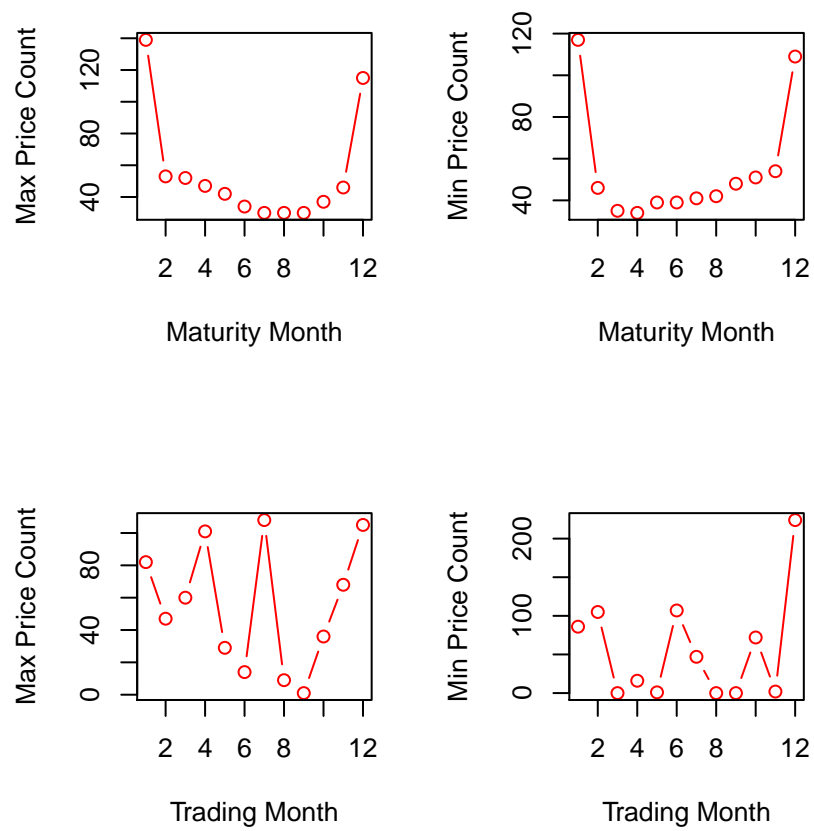 Max Price Count
40 80 120
2 4 6 8 12
Maturity Month
Min Price Count
40 80 120
2 4 6 8 12
Maturity Month
Max Price Count
0 40 80
2 4 6 8 12
Trading Month
Min Price Count
0 100 200
2 4 6 8 12
Trading Month